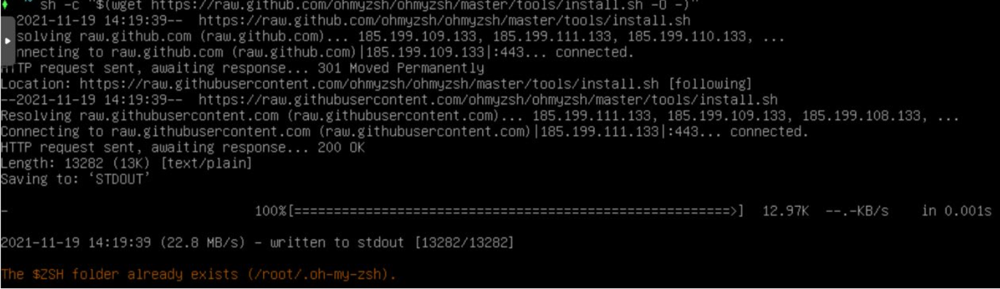 ~ sh -c "$(wget https://raw.github.com/ohmyzsh/ohmyzsh/master/tools/install.sh -O -)"
2021-11-19 14:19:39-- https://raw.github.com/ohmyzsh/ohmyzsh/master/tools/install.sh
solving raw.github.com (raw.github.com)... 185.199.109.133, 185.199.111.133, 185.199.110.133, ...
nnecting to raw.github.com (raw.github.com)|185.199.109.133|:443... connected.
HTTP request sent, awaiting response... 301 Moved Permanently
Location: https://raw.githubusercontent.com/ohmyzsh/ohmyzsh/master/tools/install.sh [following]
--2021-11-19 14:19:39-- https://raw.githubusercontent.com/ohmyzsh/ohmyzsh/master/tools/install.sh
Resolving raw.githubusercontent.com (raw.githubusercontent.com)... 185.199.111.133, 185.199.109.133, 185.199.108.133, ...
Connecting to raw.githubusercontent.com (raw.githubusercontent.com)|185.199.111.133|:443... connected.
HTTP request sent, awaiting response... 200 OK
Length: 13282 (13K) [text/plain]
Saving to: ‘STDOUT’
- 100%[=======================================================>] 12.97K --.-KB/s in 0.001s
2021-11-19 14:19:39 (22.8 MB/s) - written to stdout [13282/13282]
The $ZSH folder already exists (/root/.oh-my-zsh).